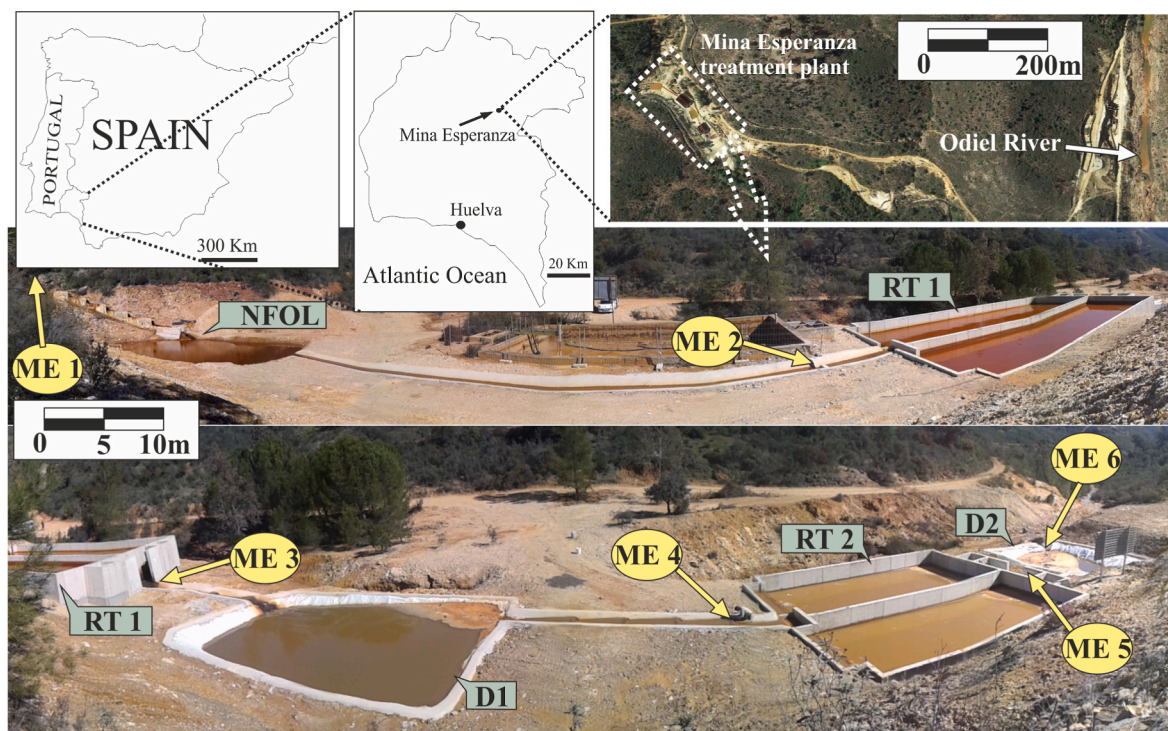 PORTUGAL
SPAIN
300 Km
Mina Esperanza
Huelva
Atlantic Ocean
20 Km
Mina Esperanza
treatment plant
0 200m
Odiel River
ME 1
NFOL
ME 2
RT 1
0 5 10m
RT 1
ME 3
D1
ME 4
RT 2
D2
ME 6
ME 5